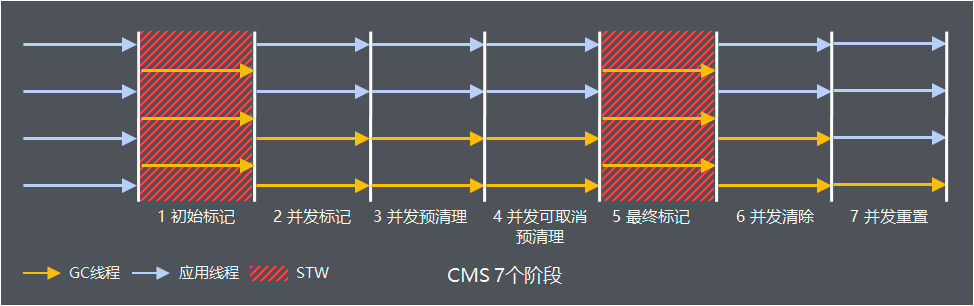 1 初始标记
2 并发标记
3 并发预清理
4 并发可取消
预清理
5 最终标记
6 并发清除
7 并发重置
GC线程
应用线程
STW
CMS 7个阶段